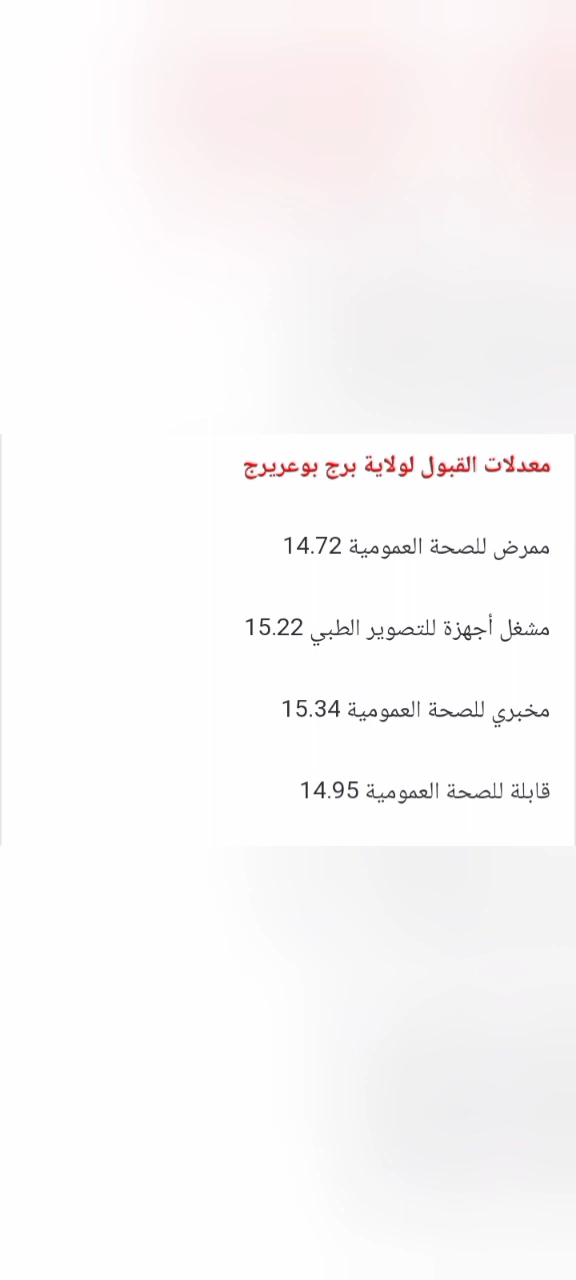 معدلات القبول لولاية برج بوعريرج
ممرض للصحة العمومية 14.72
مشغل أجهزة للتصوير الطبي 15.22
مخبري للصحة العمومية 15.34
قابلة للصحة العمومية 14.95